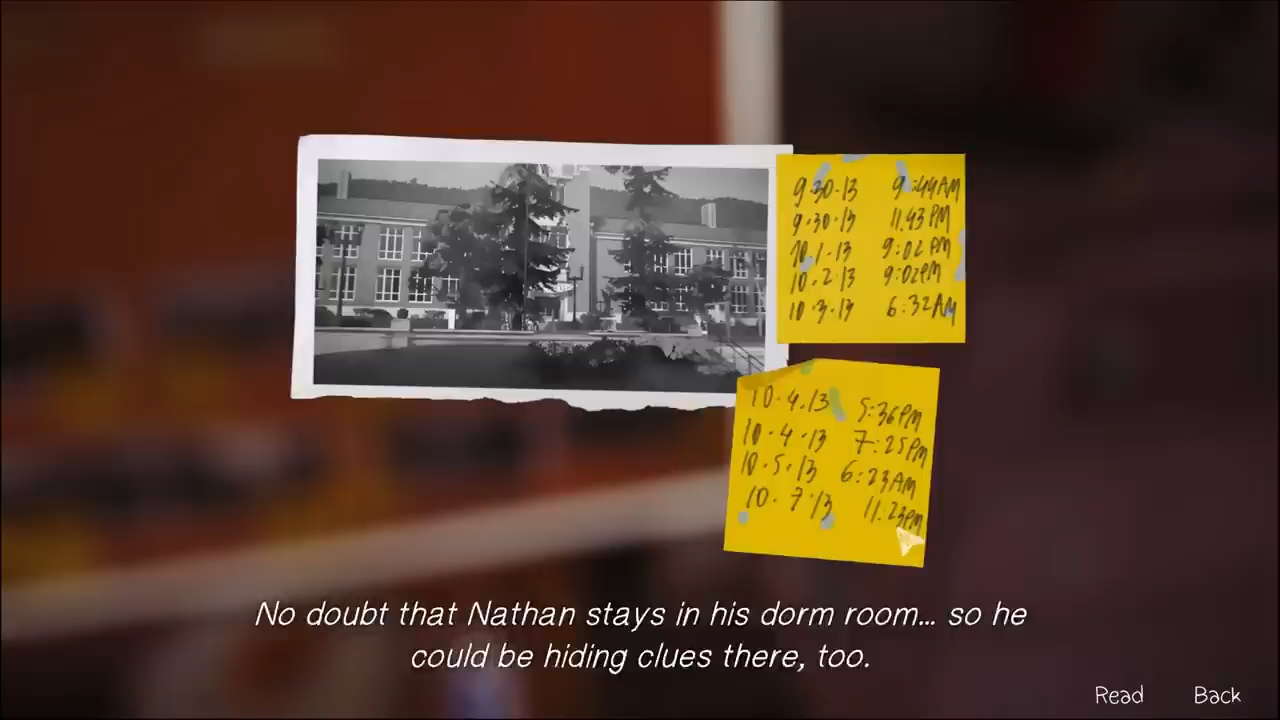 9·30·13 9:44AM
9·30·13 11:43PM
10·1·13 9:02PM
10·2·13 9:02PM
10·3·13 6:32AM
10·4·13 5:36PM
10·4·13 7:25PM
10·5·13 6:23AM
10·7·13 11:23PM
No doubt that Nathan stays in his dorm room... so he
could be hiding clues there, too.
Read Back